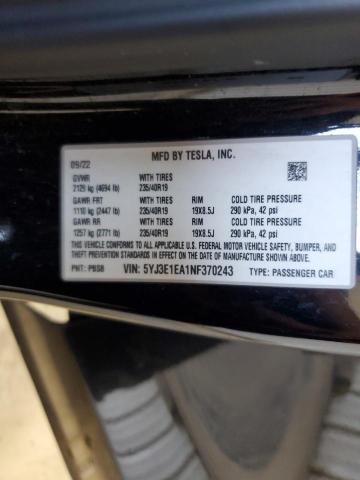 MFD BY TESLA, INC.
09/22
GVWR WITH TIRES
2129 kg (4694 lb) 235/40R19
GAWR FRT WITH TIRES RIM COLD TIRE PRESSURE
1110 kg (2447 lb) 235/40R19 19X8.5J 290 kPa, 42 psi
GAWR RR WITH TIRES RIM COLD TIRE PRESSURE
1257 kg (2771 lb) 235/40R19 19X8.5J 290 kPa, 42 psi
THIS VEHICLE CONFORMS TO ALL APPLICABLE U.S. FEDERAL MOTOR VEHICLE SAFETY, BUMPER, AND
THEFT PREVENTION STANDARDS IN EFFECT ON THE DATE OF MANUFACTURE SHOWN ABOVE.
PNT: PBSB VIN: 5YJ3E1EA1NF370243 TYPE: PASSENGER CAR